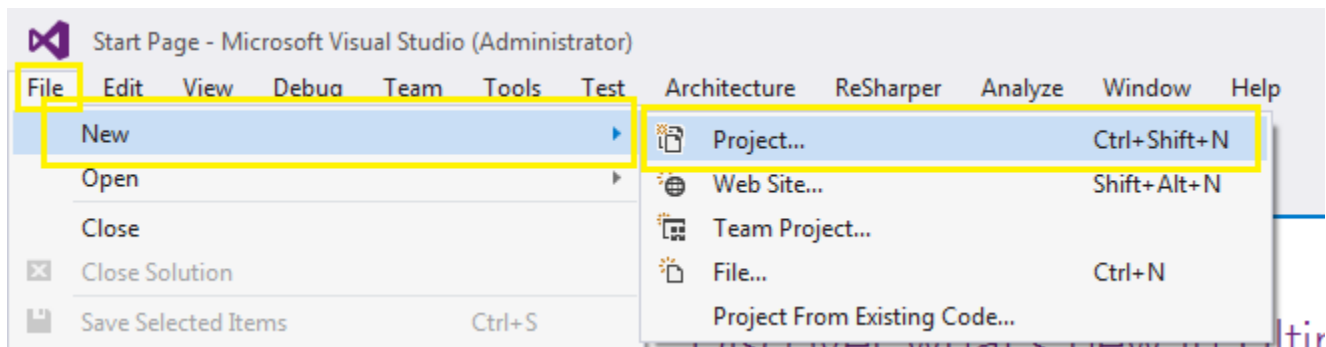 Start Page - Microsoft Visual Studio (Administrator)
File Edit View Debug Team Tools Test Architecture ReSharper Analyze Window Help
New
Project... Ctrl+Shift+N
Open
Web Site... Shift+Alt+N
Close
Team Project...
Close Solution
File... Ctrl+N
Save Selected Items Ctrl+S
Project From Existing Code...